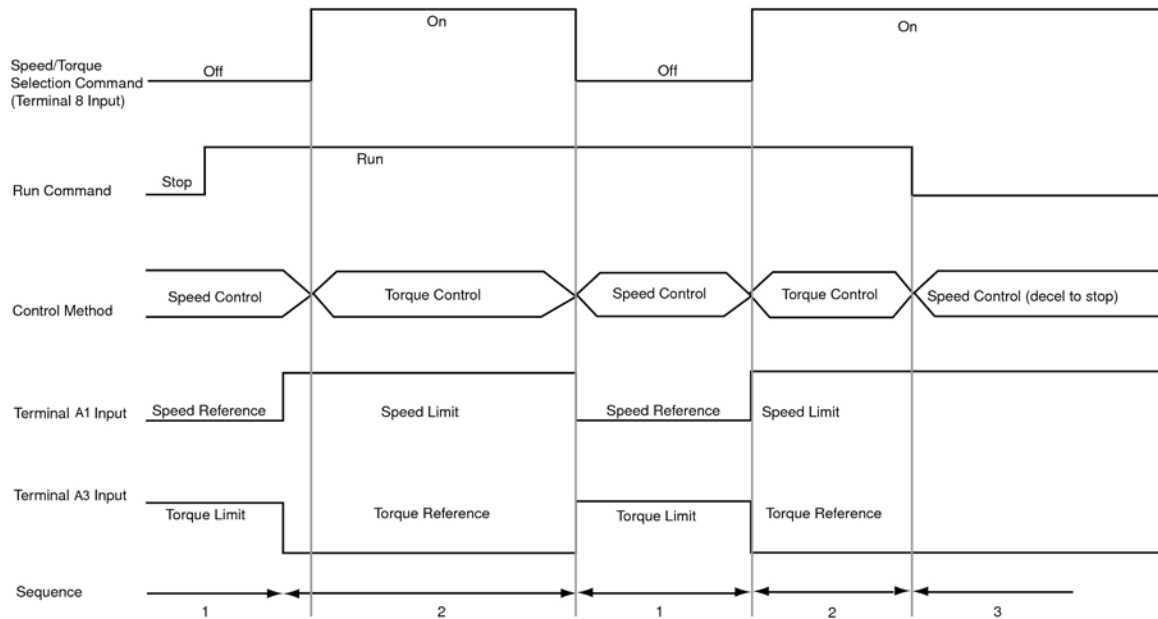 On
On
Speed/Torque
Selection Command
(Terminal 8 Input)
Off
Off
Run
Stop
Run Command
Speed Control
Torque Control
Speed Control
Torque Control
Speed Control (decel to stop)
Control Method
Terminal A1 Input
Speed Reference
Speed Limit
Speed Reference
Speed Limit
Terminal A3 Input
Torque Limit
Torque Reference
Torque Limit
Torque Reference
Sequence
1
2
1
2
3